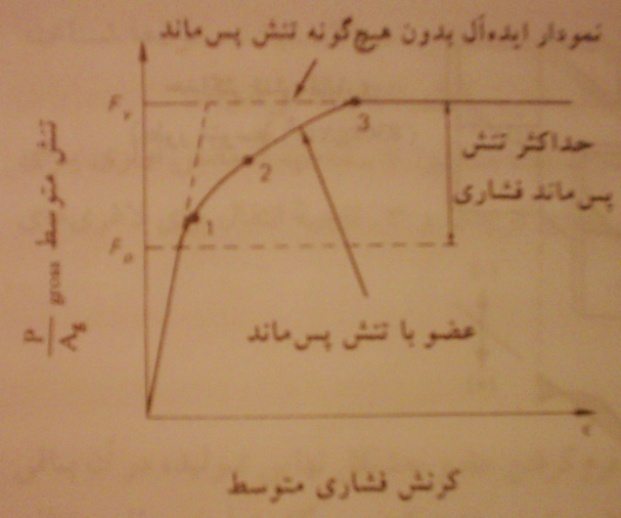 نمودار ایده‌آل بدون هیچ‌گونه تنش پس‌ماند
Fy
3
حداکثر تنش
پس‌ماند فشاری
2
1
Fp
تنش متوسط
P
Ag
gross
عضو با تنش پس‌ماند
ε
کرنش فشاری متوسط